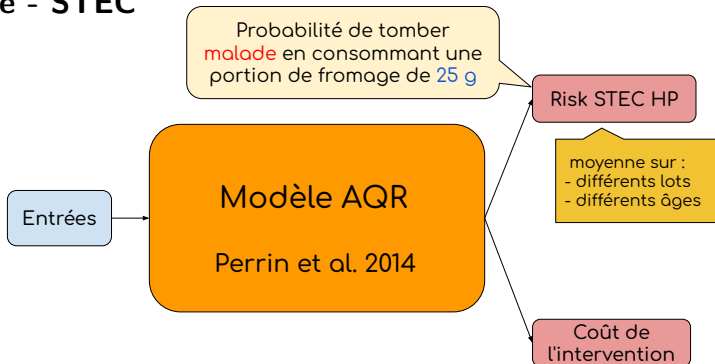 e - STEC
Probabilité de tomber
malade en consommant une
portion de fromage de 25 g
Risk STEC HP
moyenne sur :
- différents lots
- différents âges
Entrées
Modèle AQR
Perrin et al. 2014
Coût de
l'intervention